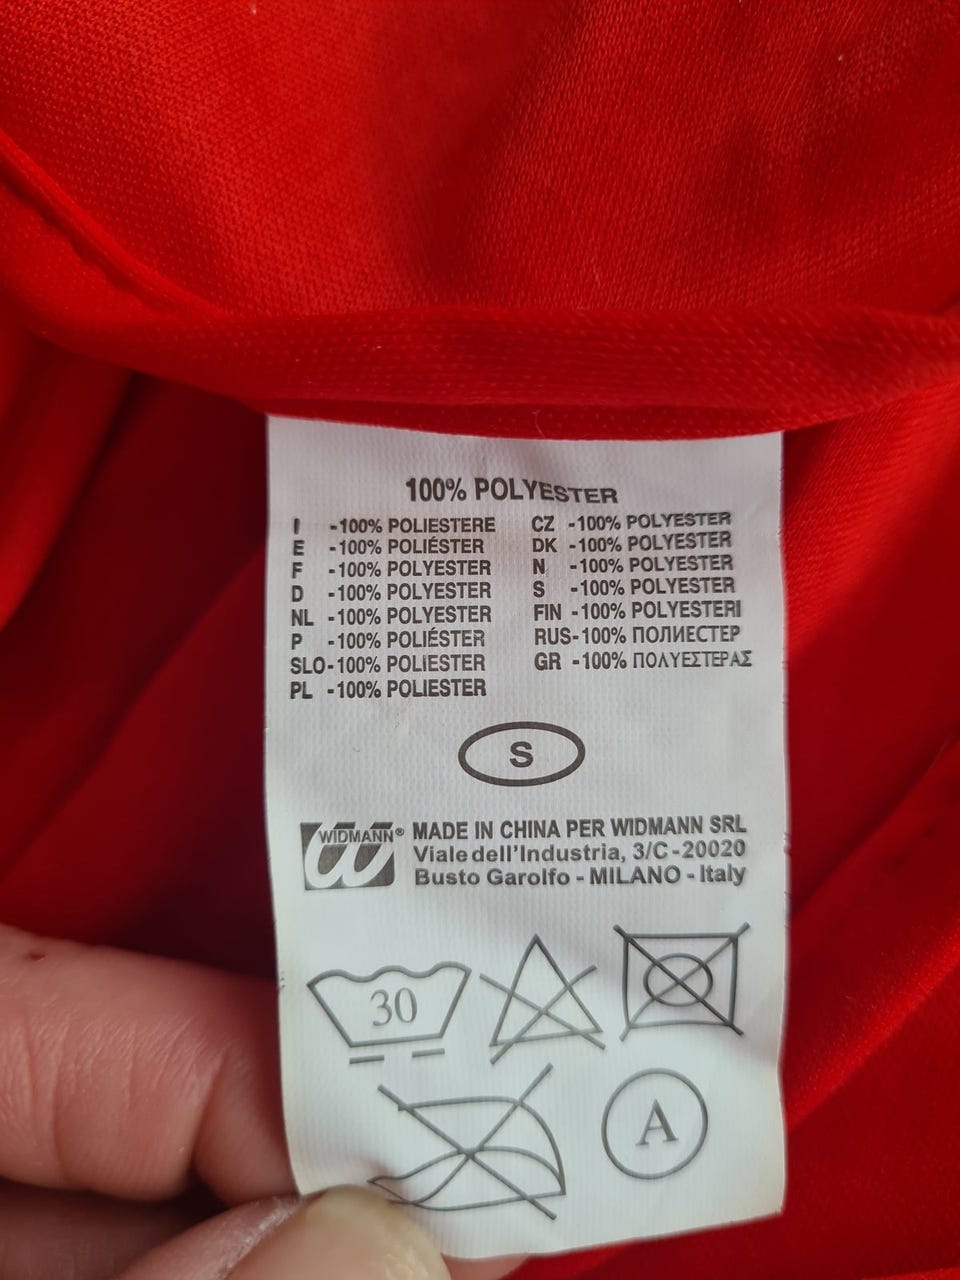 100% POLYESTER
I -100% POLIESTERE
E -100% POLIÉSTER
F -100% POLYESTER
D -100% POLYESTER
NL -100% POLYESTER
P -100% POLIÉSTER
SLO-100% POLIESTER
PL -100% POLIESTER
CZ -100% POLYESTER
DK -100% POLYESTER
N -100% POLYESTER
S -100% POLYESTER
FIN -100% POLYESTERI
RUS-100% ПОЛИЕСТЕР
GR -100% ΠΟΛΥΕΣΤΕΡΑΣ
S
WIDMANN®
MADE IN CHINA PER WIDMANN SRL
Viale dell'Industria, 3/C - 20020
Busto Garolfo - MILANO - Italy
30
A